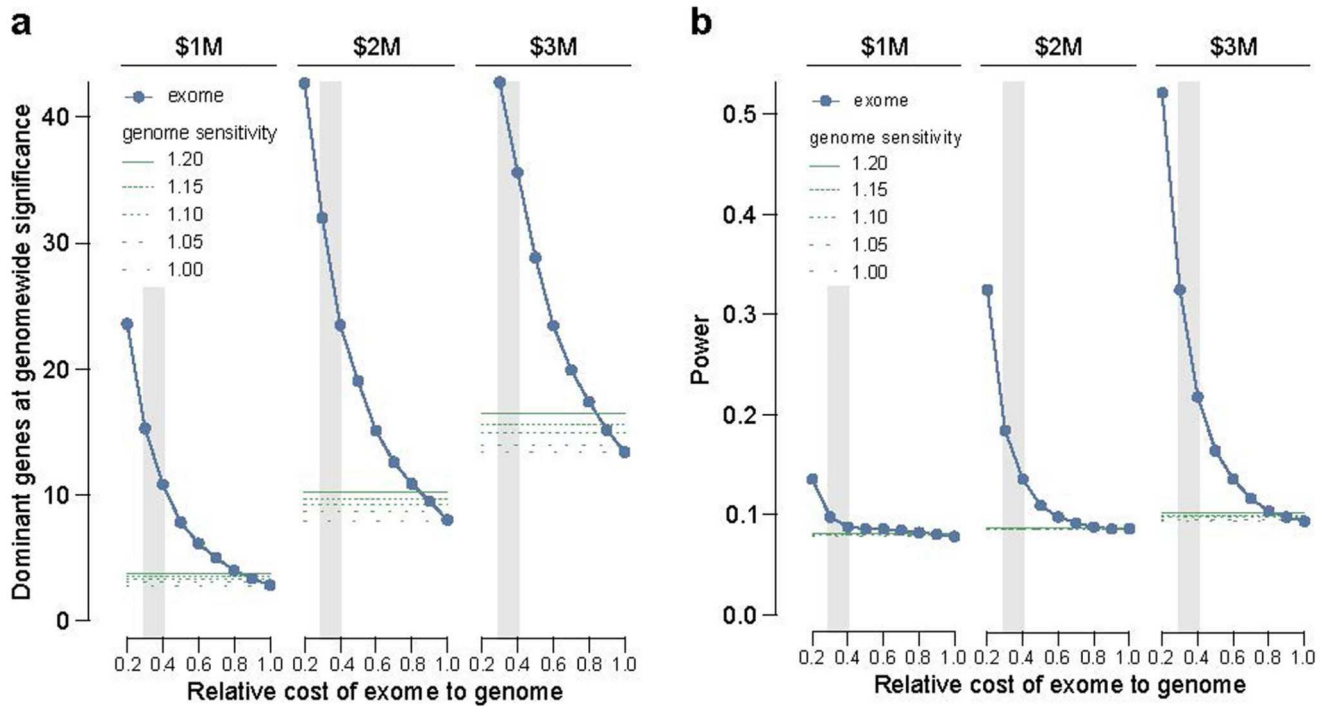 a
$1M
$2M
$3M
Dominant genes at genomewide significance
40
30
20
10
0
exome
genome sensitivity
1.20
1.15
1.10
1.05
1.00
0.2 0.4 0.6 0.8 1.0
0.2 0.4 0.6 0.8 1.0
0.2 0.4 0.6 0.8 1.0
Relative cost of exome to genome
b
$1M
$2M
$3M
Power
0.5
0.4
0.3
0.2
0.1
0.0
exome
genome sensitivity
1.20
1.15
1.10
1.05
1.00
0.2 0.4 0.6 0.8 1.0
0.2 0.4 0.6 0.8 1.0
0.2 0.4 0.6 0.8 1.0
Relative cost of exome to genome